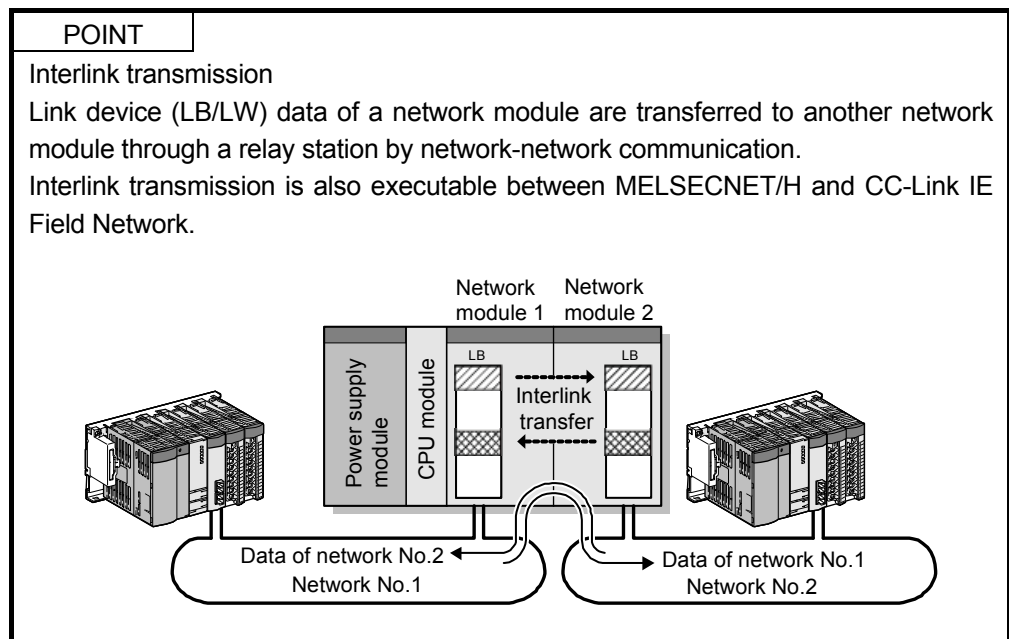 POINT
Interlink transmission
Link device (LB/LW) data of a network module are transferred to another network
module through a relay station by network-network communication.
Interlink transmission is also executable between MELSECNET/H and CC-Link IE
Field Network.
Network
module 1
Network
module 2
Power supply
module
CPU module
LB
LB
Interlink
transfer
Data of network No.2
Network No.1
Data of network No.1
Network No.2